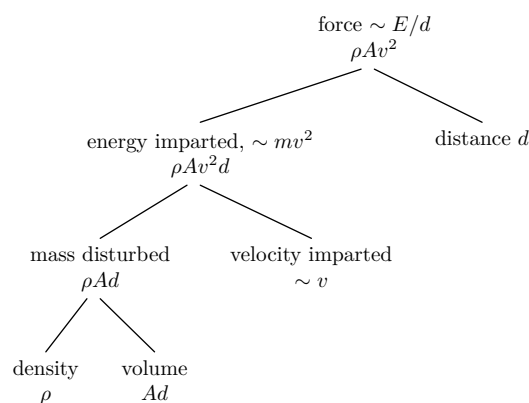 force ∼ E/d
ρAv²
energy imparted, ∼ mv²
ρAv²d
distance d
mass disturbed
ρAd
velocity imparted
∼ v
density
ρ
volume
Ad